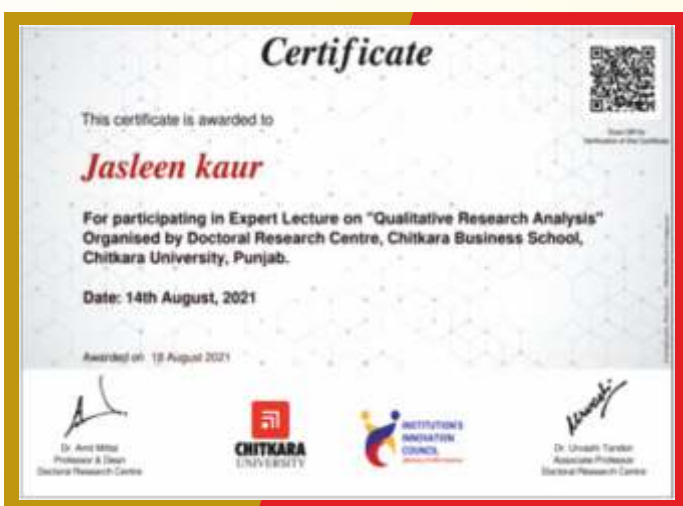 Certificate
This certificate is awarded to
Jasleen kaur
For participating in Expert Lecture on "Qualitative Research Analysis"
Organised by Doctoral Research Centre, Chitkara Business School,
Chitkara University, Punjab.
Date: 14th August, 2021
Awarded on 18 August 2021
Dr. Amit Mittal
Professor & Dean
Doctoral Research Centre
CHITKARA
UNIVERSITY
INSTITUTION'S
INNOVATION
COUNCIL
Dr. Urvashi Tandon
Associate Professor
Doctoral Research Centre